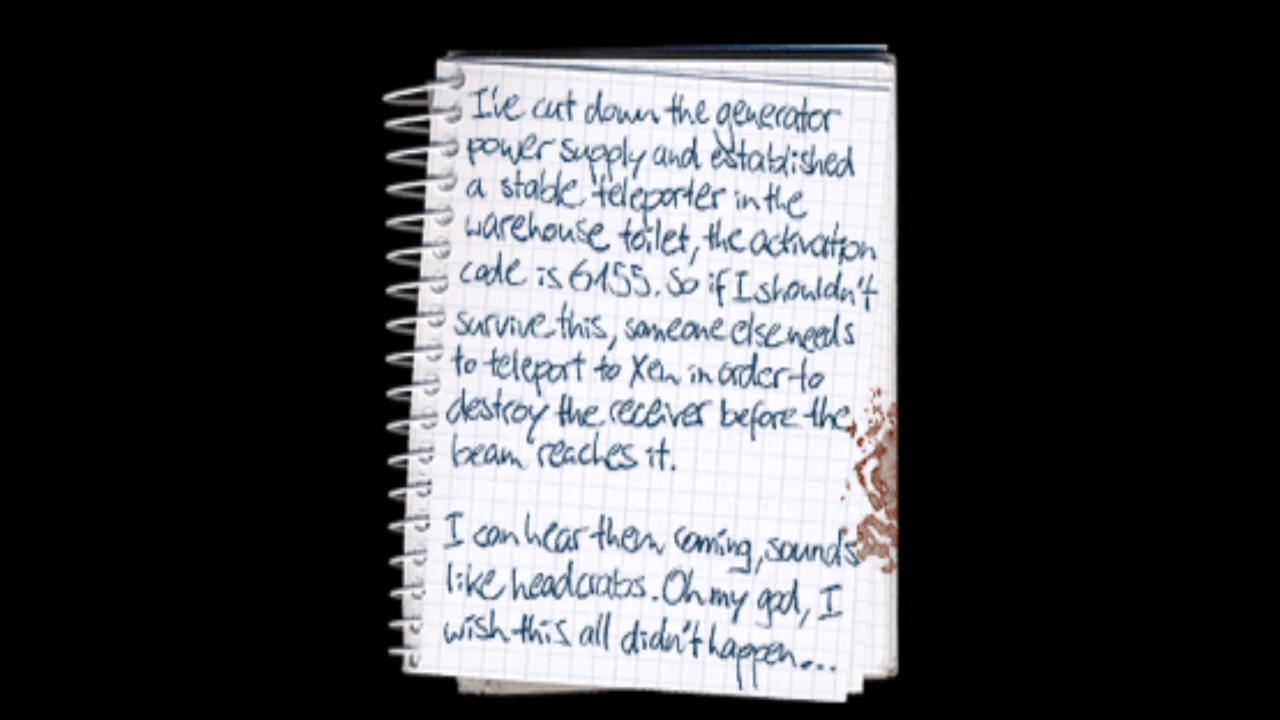 I've cut down the generator
power supply and established
a stable teleporter in the
warehouse toilet, the activation
code is 6155. So if I shouldn't
survive this, someone else needs
to teleport to Xen in order to
destroy the receiver before the
beam reaches it.
I can hear them coming, sounds
like headcrabs. Oh my god, I
wish this all didn't happen...